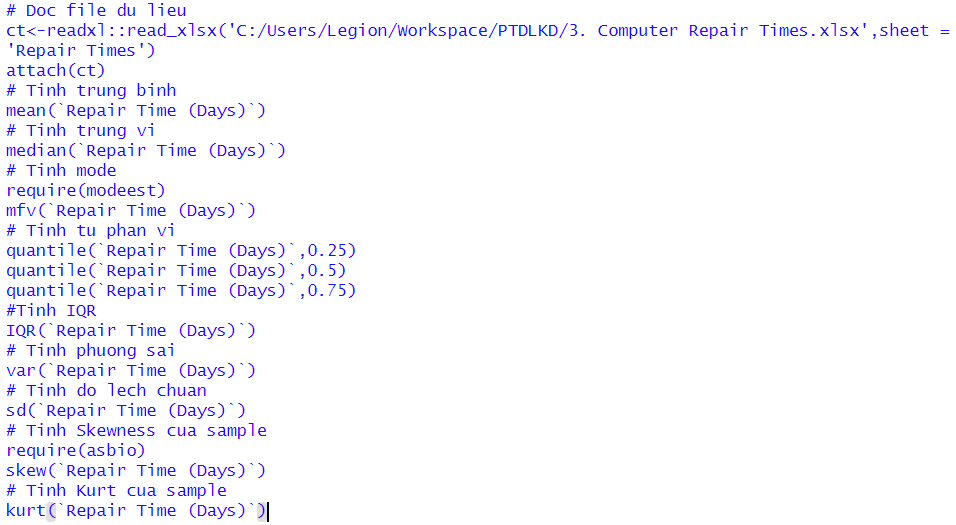 # Doc file du lieu
ct<-readxl::read_xlsx('C:/Users/Legion/Workspace/PTDLKD/3. Computer Repair Times.xlsx',sheet =
'Repair Times')
attach(ct)
# Tinh trung binh
mean(`Repair Time (Days)`)
# Tinh trung vi
median(`Repair Time (Days)`)
# Tinh mode
require(modeest)
mfv(`Repair Time (Days)`)
# Tinh tu phan vi
quantile(`Repair Time (Days)`,0.25)
quantile(`Repair Time (Days)`,0.5)
quantile(`Repair Time (Days)`,0.75)
#Tinh IQR
IQR(`Repair Time (Days)`)
# Tinh phuong sai
var(`Repair Time (Days)`)
# Tinh do lech chuan
sd(`Repair Time (Days)`)
# Tinh Skewness cua sample
require(asbio)
skew(`Repair Time (Days)`)
# Tinh Kurt cua sample
kurt(`Repair Time (Days)`)